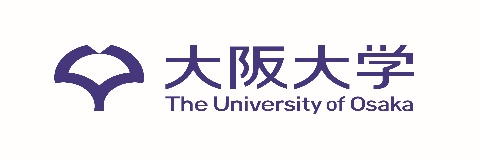 大阪大学
The University of Osaka